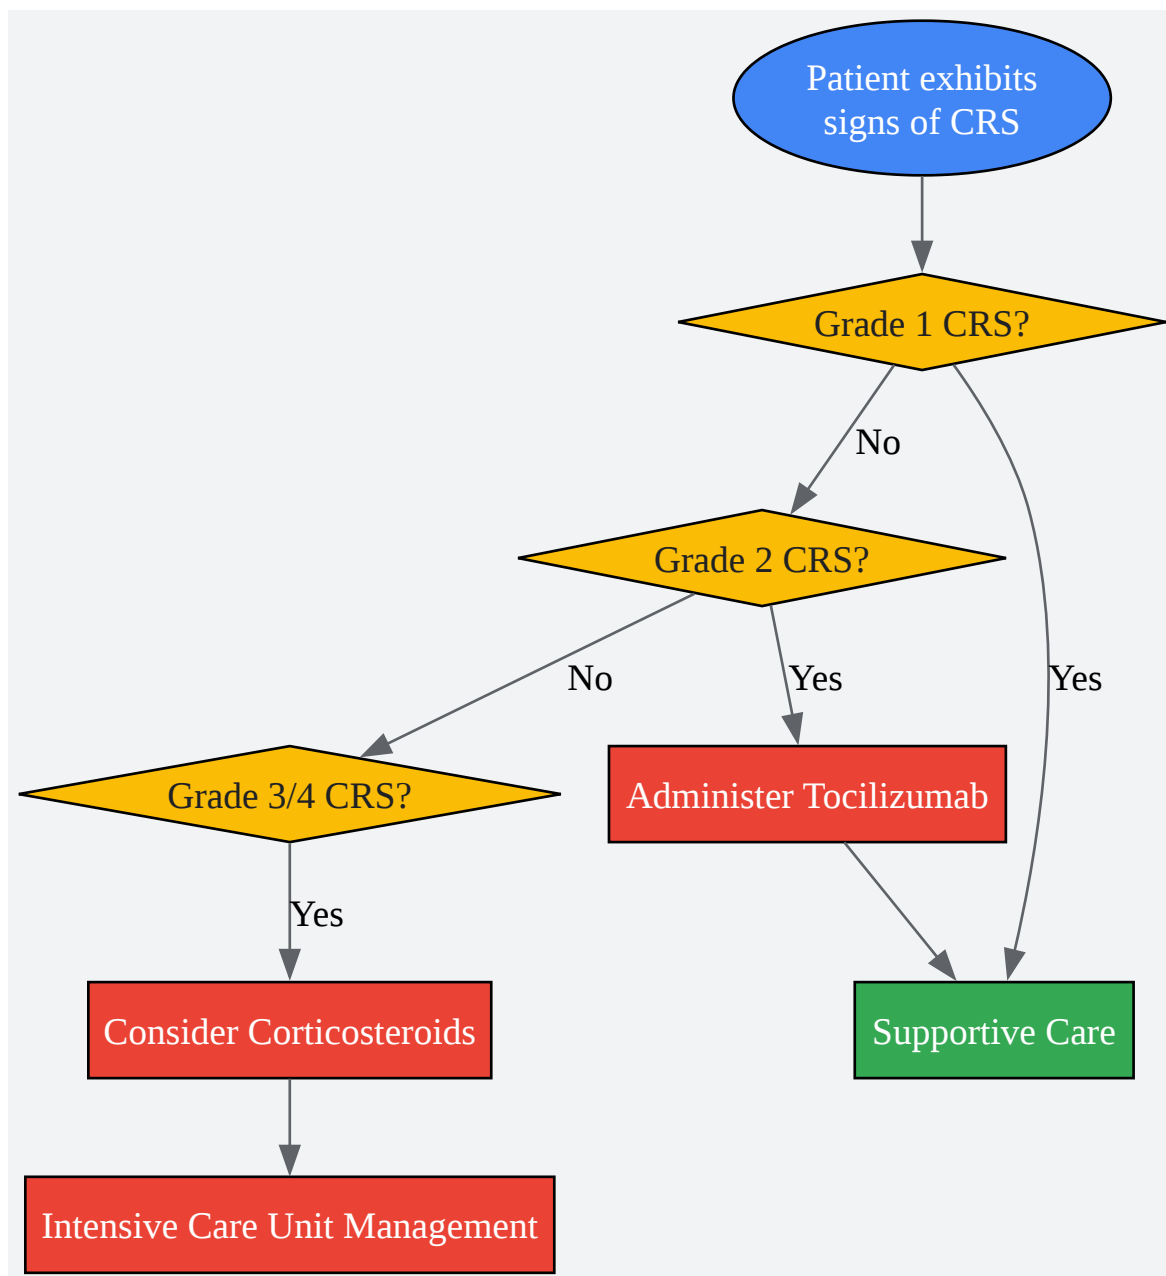 Patient exhibits
signs of CRS
Grade 1 CRS?
No
Grade 2 CRS?
No
Yes
Yes
Grade 3/4 CRS?
Administer Tocilizumab
Yes
Consider Corticosteroids
Supportive Care
Intensive Care Unit Management